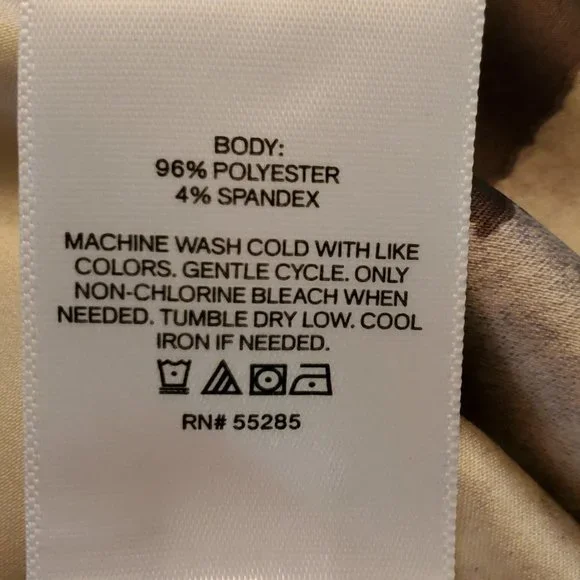 BODY:
96% POLYESTER
4% SPANDEX
MACHINE WASH COLD WITH LIKE
COLORS. GENTLE CYCLE. ONLY
NON-CHLORINE BLEACH WHEN
NEEDED. TUMBLE DRY LOW. COOL
IRON IF NEEDED.
RN# 55285